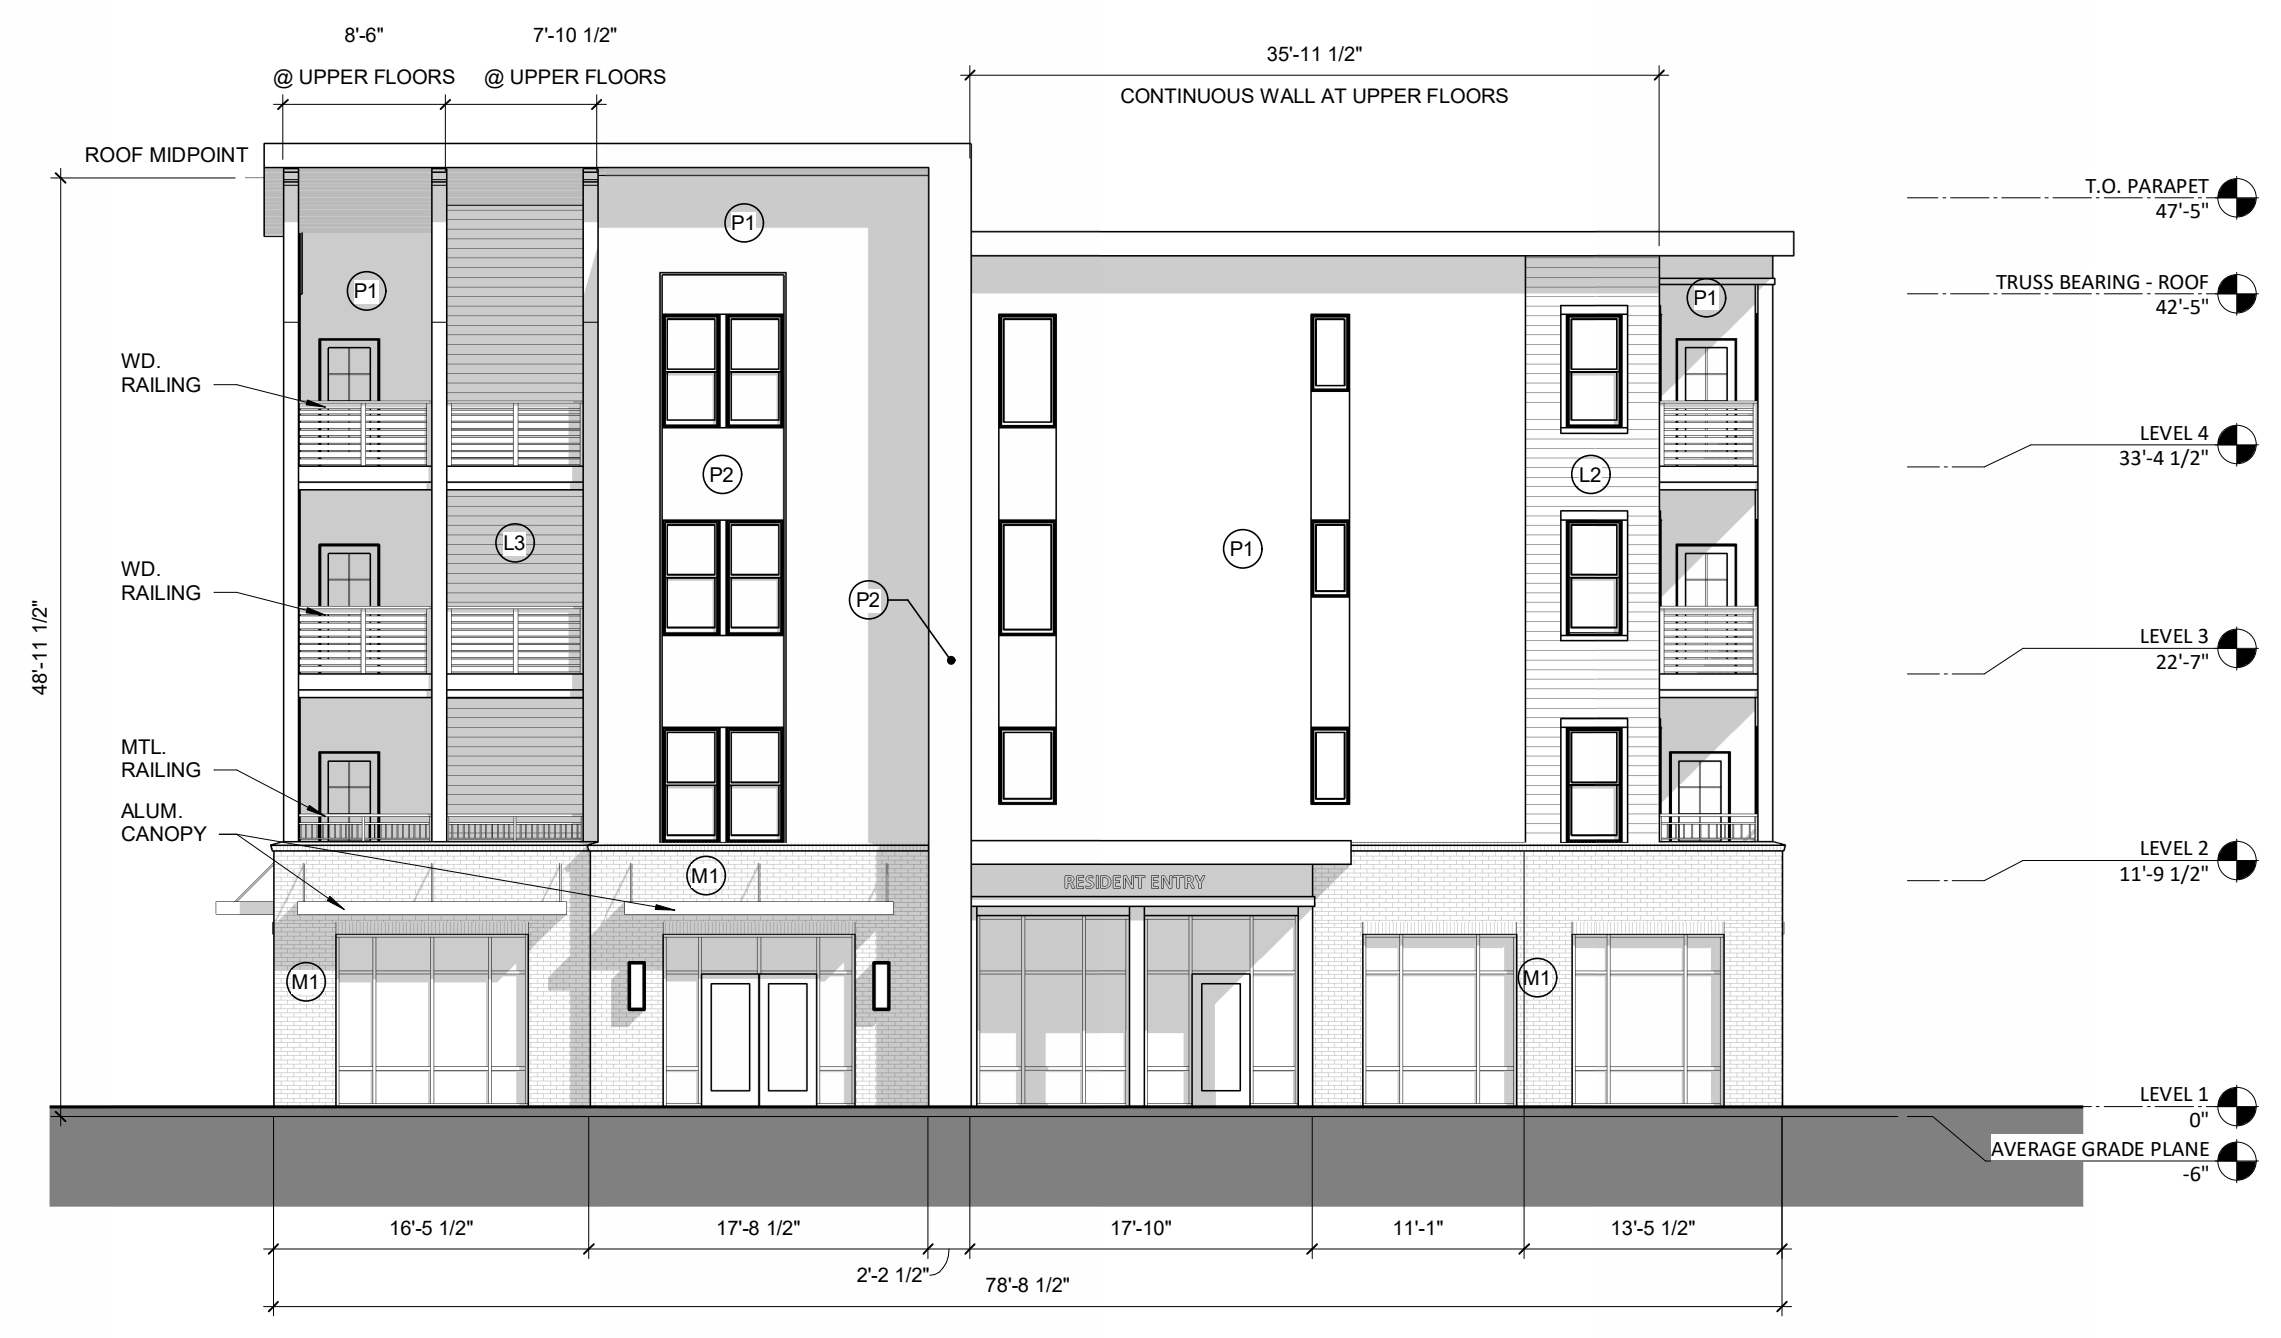 8'-6"
@ UPPER FLOORS
7'-10 1/2"
@ UPPER FLOORS
35'-11 1/2"
CONTINUOUS WALL AT UPPER FLOORS
ROOF MIDPOINT
T.O. PARAPET
47'-5"
P1
TRUSS BEARING - ROOF
42'-5"
P1
P1
WD.
RAILING
LEVEL 4
33'-4 1/2"
P2
L2
L3
P1
WD.
RAILING
P2
48'-11 1/2"
LEVEL 3
22'-7"
MTL.
RAILING
ALUM.
CANOPY
LEVEL 2
11'-9 1/2"
M1
RESIDENT ENTRY
M1
M1
LEVEL 1
0"
AVERAGE GRADE PLANE
-6"
16'-5 1/2"
17'-8 1/2"
17'-10"
11'-1"
13'-5 1/2"
2'-2 1/2"
78'-8 1/2"